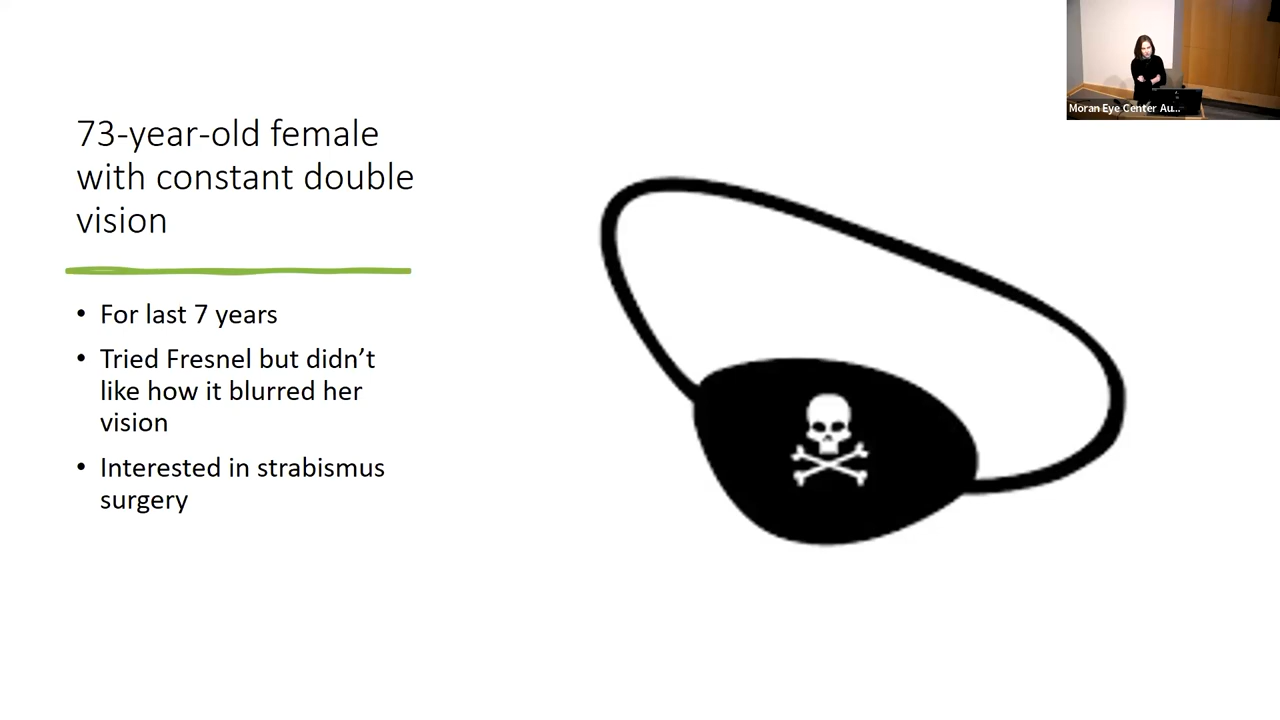 73-year-old female
with constant double
vision
• For last 7 years
• Tried Fresnel but didn’t
like how it blurred her
vision
• Interested in strabismus
surgery
Moran Eye Center Au...